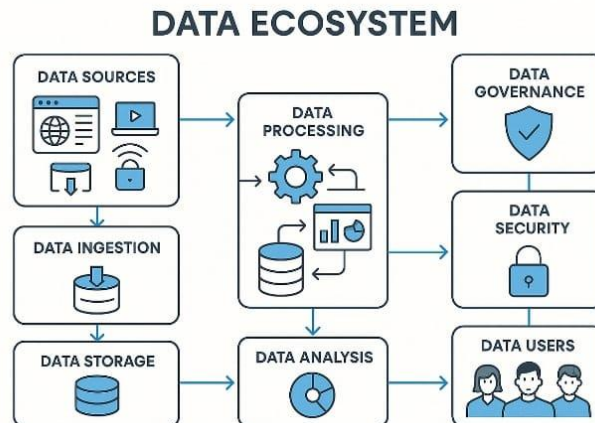 DATA ECOSYSTEM
DATA SOURCES
DATA INGESTION
DATA STORAGE
DATA
PROCESSING
DATA ANALYSIS
DATA
GOVERNANCE
DATA
SECURITY
DATA USERS